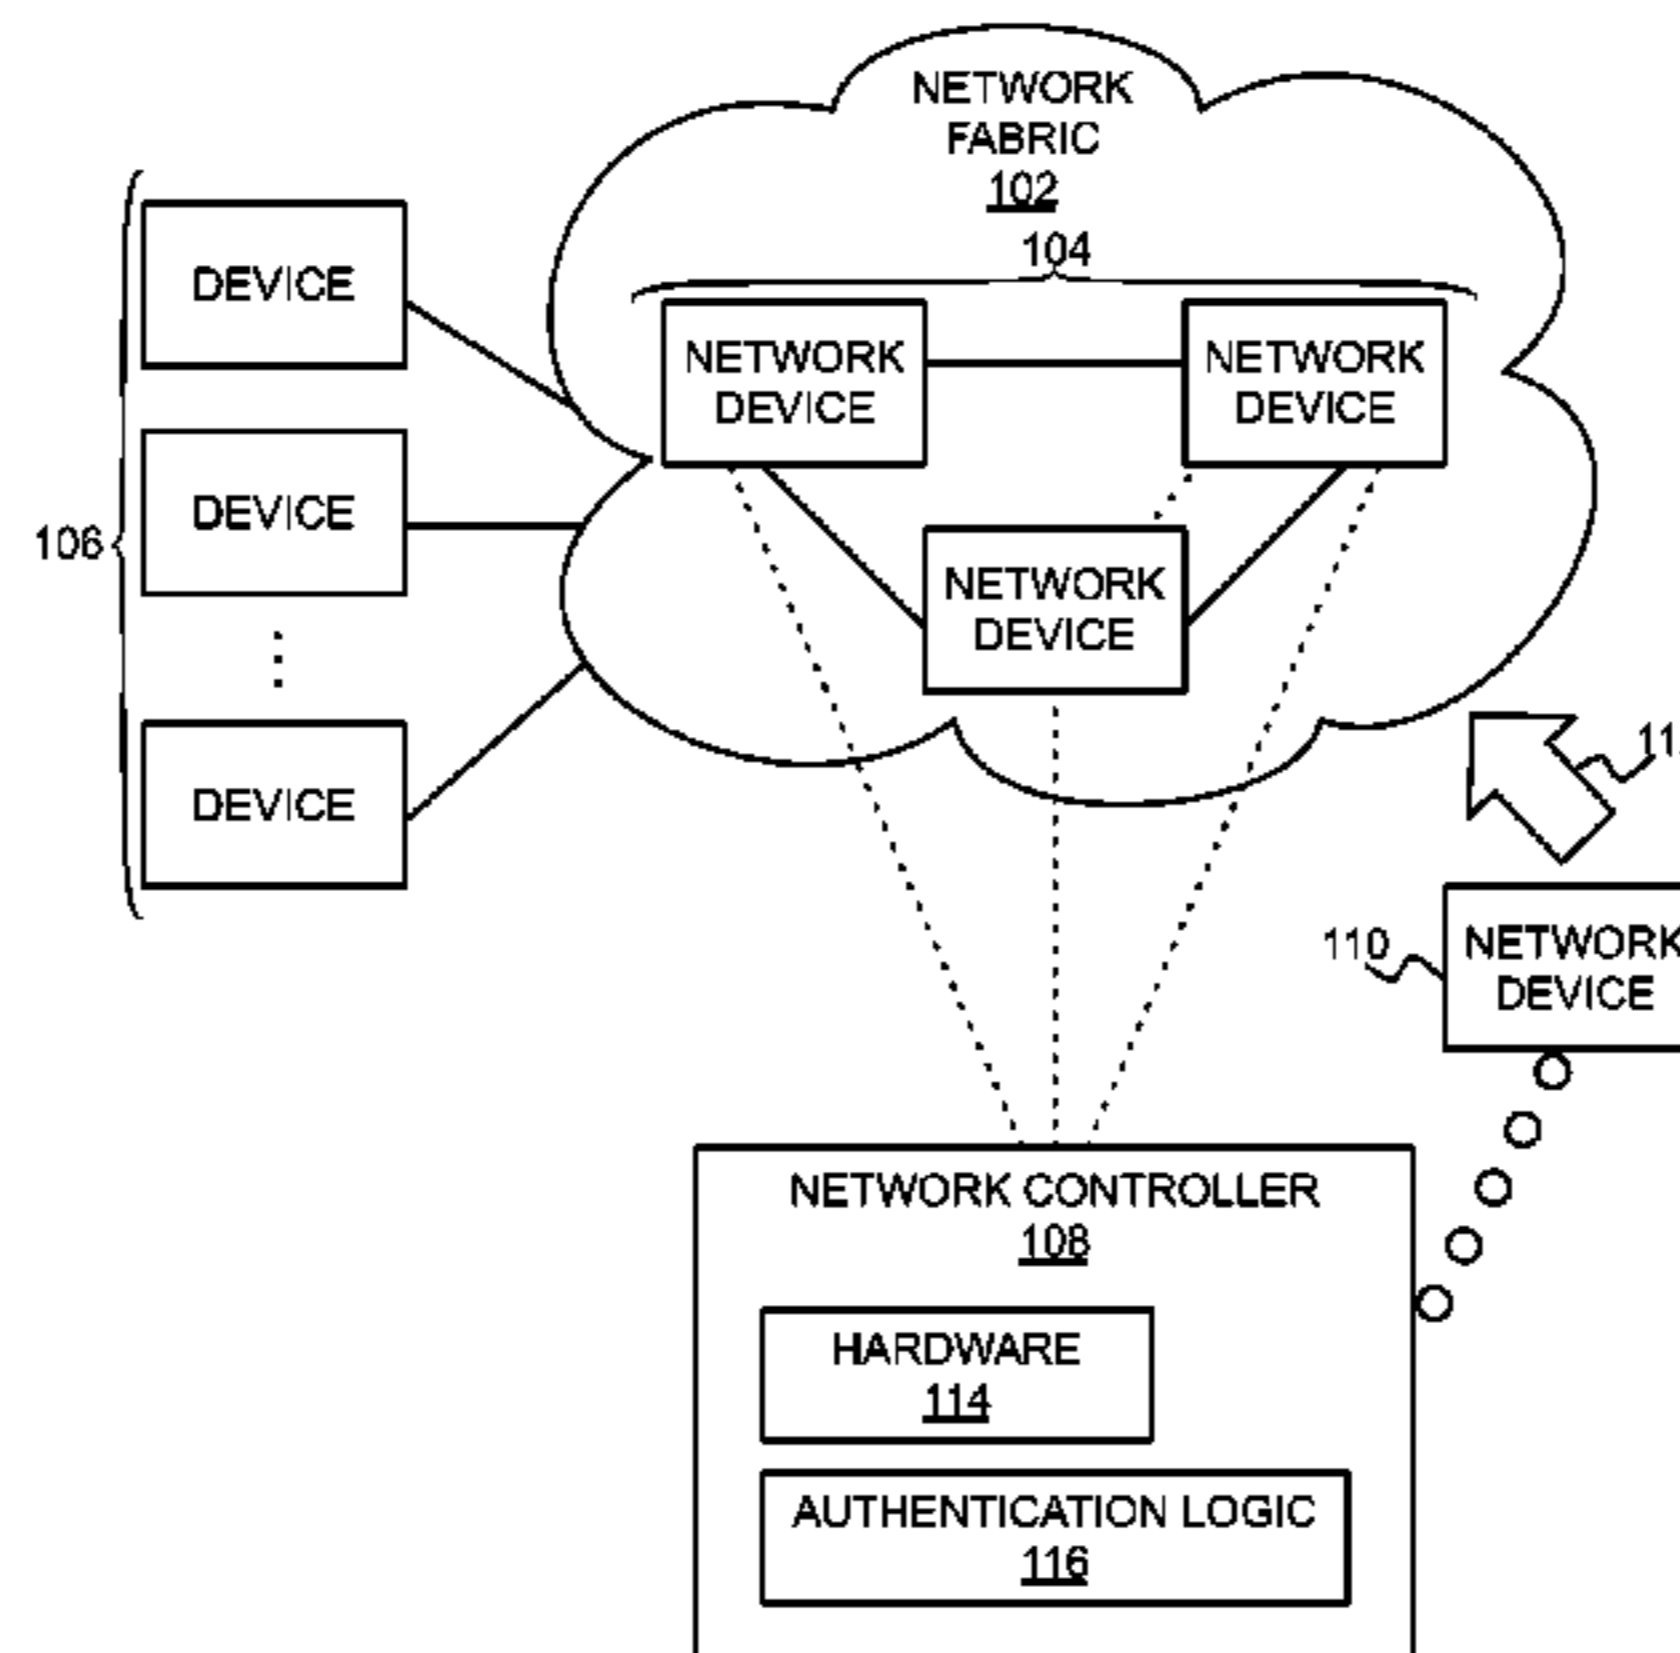 NETWORK
FABRIC
102
104
DEVICE
DEVICE
DEVICE
106
NETWORK
DEVICE
NETWORK
DEVICE
NETWORK
DEVICE
110
NETWORK
DEVICE
NETWORK CONTROLLER
108
HARDWARE
114
AUTHENTICATION LOGIC
116